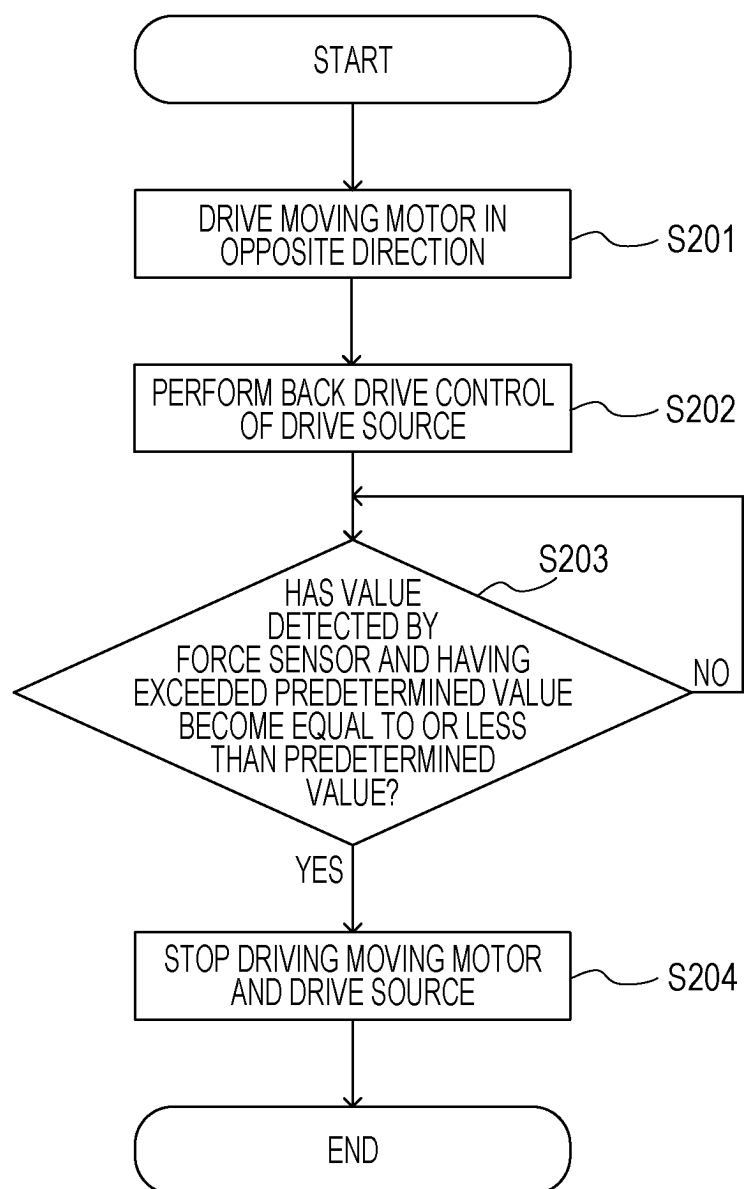 START
DRIVE MOVING MOTOR IN
OPPOSITE DIRECTION
S201
PERFORM BACK DRIVE CONTROL
OF DRIVE SOURCE
S202
S203
HAS VALUE
DETECTED BY
FORCE SENSOR AND HAVING
EXCEEDED PREDETERMINED VALUE
BECOME EQUAL TO OR LESS
THAN PREDETERMINED
VALUE?
NO
YES
STOP DRIVING MOVING MOTOR
AND DRIVE SOURCE
S204
END